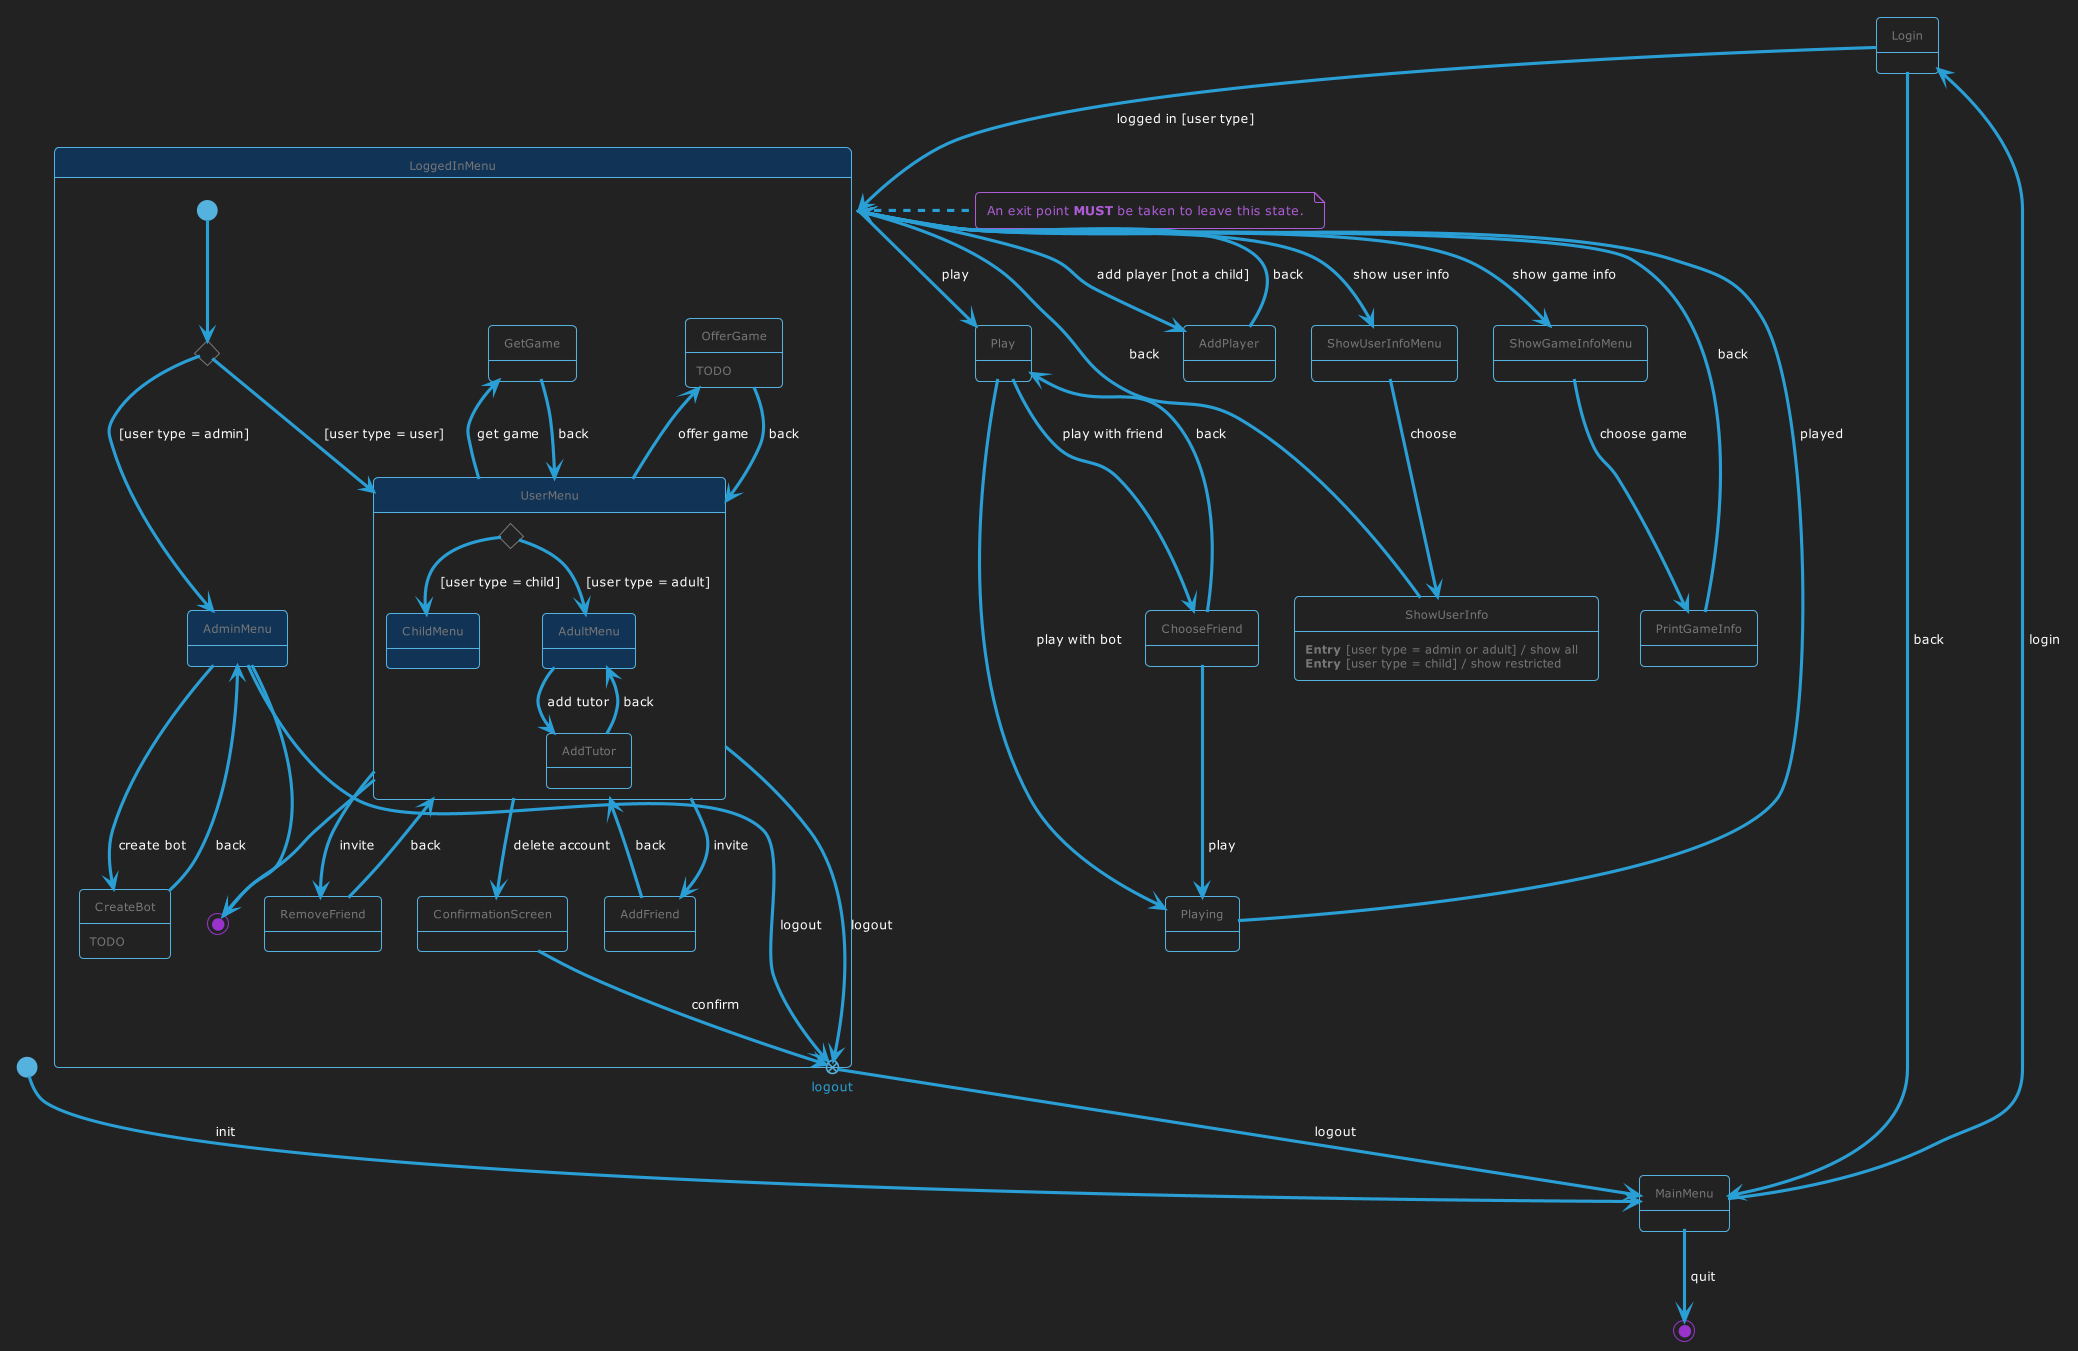 Login
logged in [user type]
LoggedInMenu
An exit point MUST be taken to leave this state.
play
add player [not a child]
back
show user info
show game info
GetGame
OfferGame
TODO
Play
back
AddPlayer
ShowUserInfoMenu
ShowGameInfoMenu
back
[user type = admin]
[user type = user]
get game
back
offer game
back
play with friend
back
choose
choose game
played
UserMenu
[user type = child]
[user type = adult]
AdminMenu
ChildMenu
AdultMenu
play with bot
ChooseFriend
ShowUserInfo
Entry [user type = admin or adult] / show all
Entry [user type = child] / show restricted
PrintGameInfo
back
login
add tutor
back
AddTutor
create bot
back
invite
back
delete account
back
invite
play
CreateBot
TODO
RemoveFriend
ConfirmationScreen
AddFriend
logout
logout
Playing
confirm
logout
init
logout
MainMenu
quit